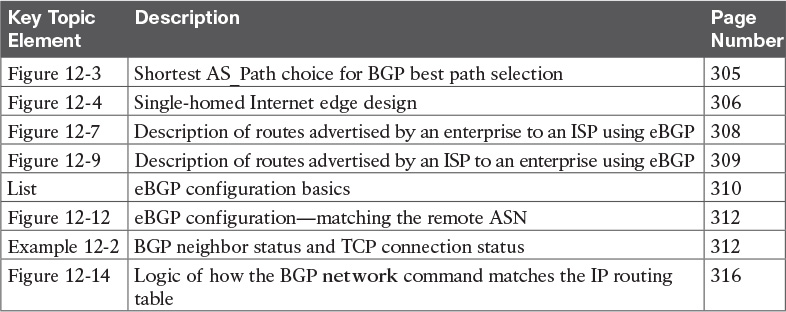 Key Topic Element Description Page Number
Figure 12-3 Shortest AS_Path choice for BGP best path selection 305
Figure 12-4 Single-homed Internet edge design 306
Figure 12-7 Description of routes advertised by an enterprise to an ISP using eBGP 308
Figure 12-9 Description of routes advertised by an ISP to an enterprise using eBGP 309
List eBGP configuration basics 310
Figure 12-12 eBGP configuration—matching the remote ASN 312
Example 12-2 BGP neighbor status and TCP connection status 312
Figure 12-14 Logic of how the BGP network command matches the IP routing table 316